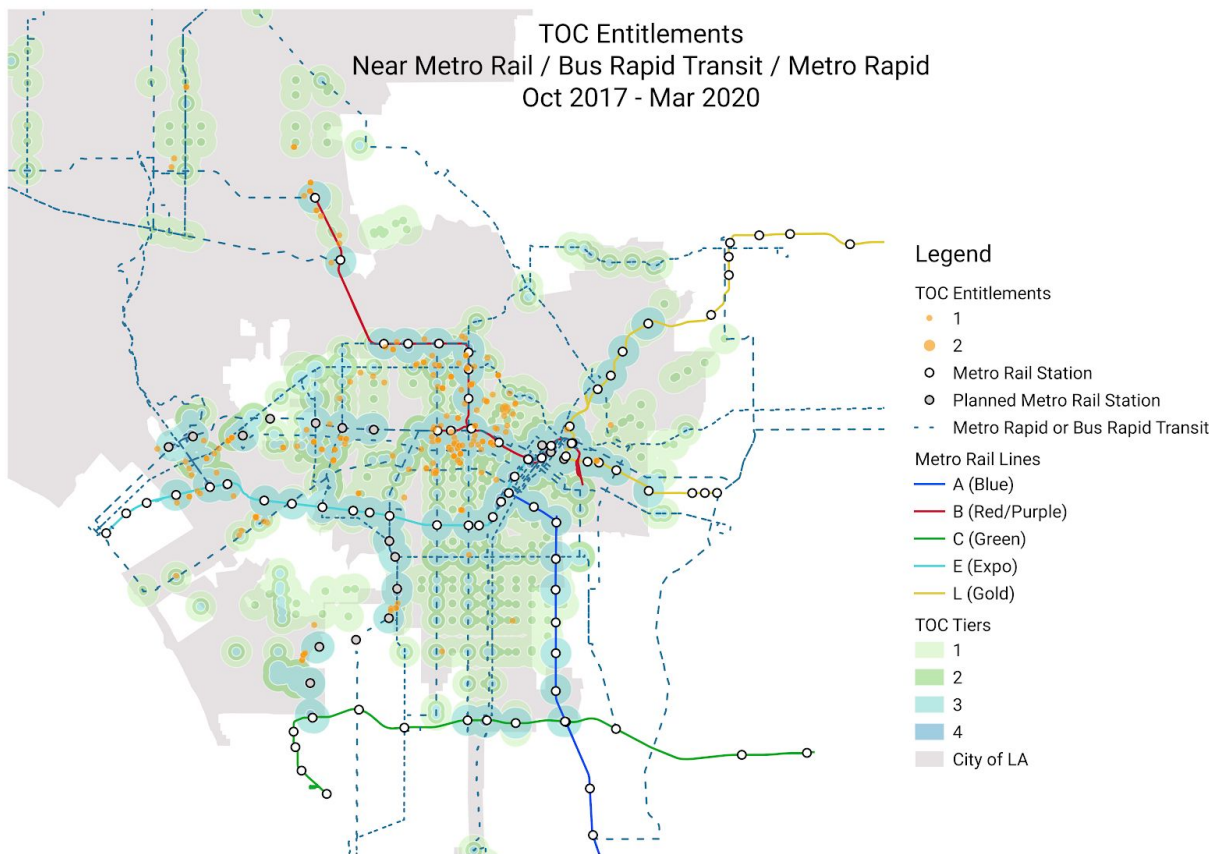 TOC Entitlements
Near Metro Rail / Bus Rapid Transit / Metro Rapid
Oct 2017 - Mar 2020
Legend
TOC Entitlements
1
2
Metro Rail Station
Planned Metro Rail Station
Metro Rapid or Bus Rapid Transit
Metro Rail Lines
A (Blue)
B (Red/Purple)
C (Green)
E (Expo)
L (Gold)
TOC Tiers
1
2
3
4
City of LA